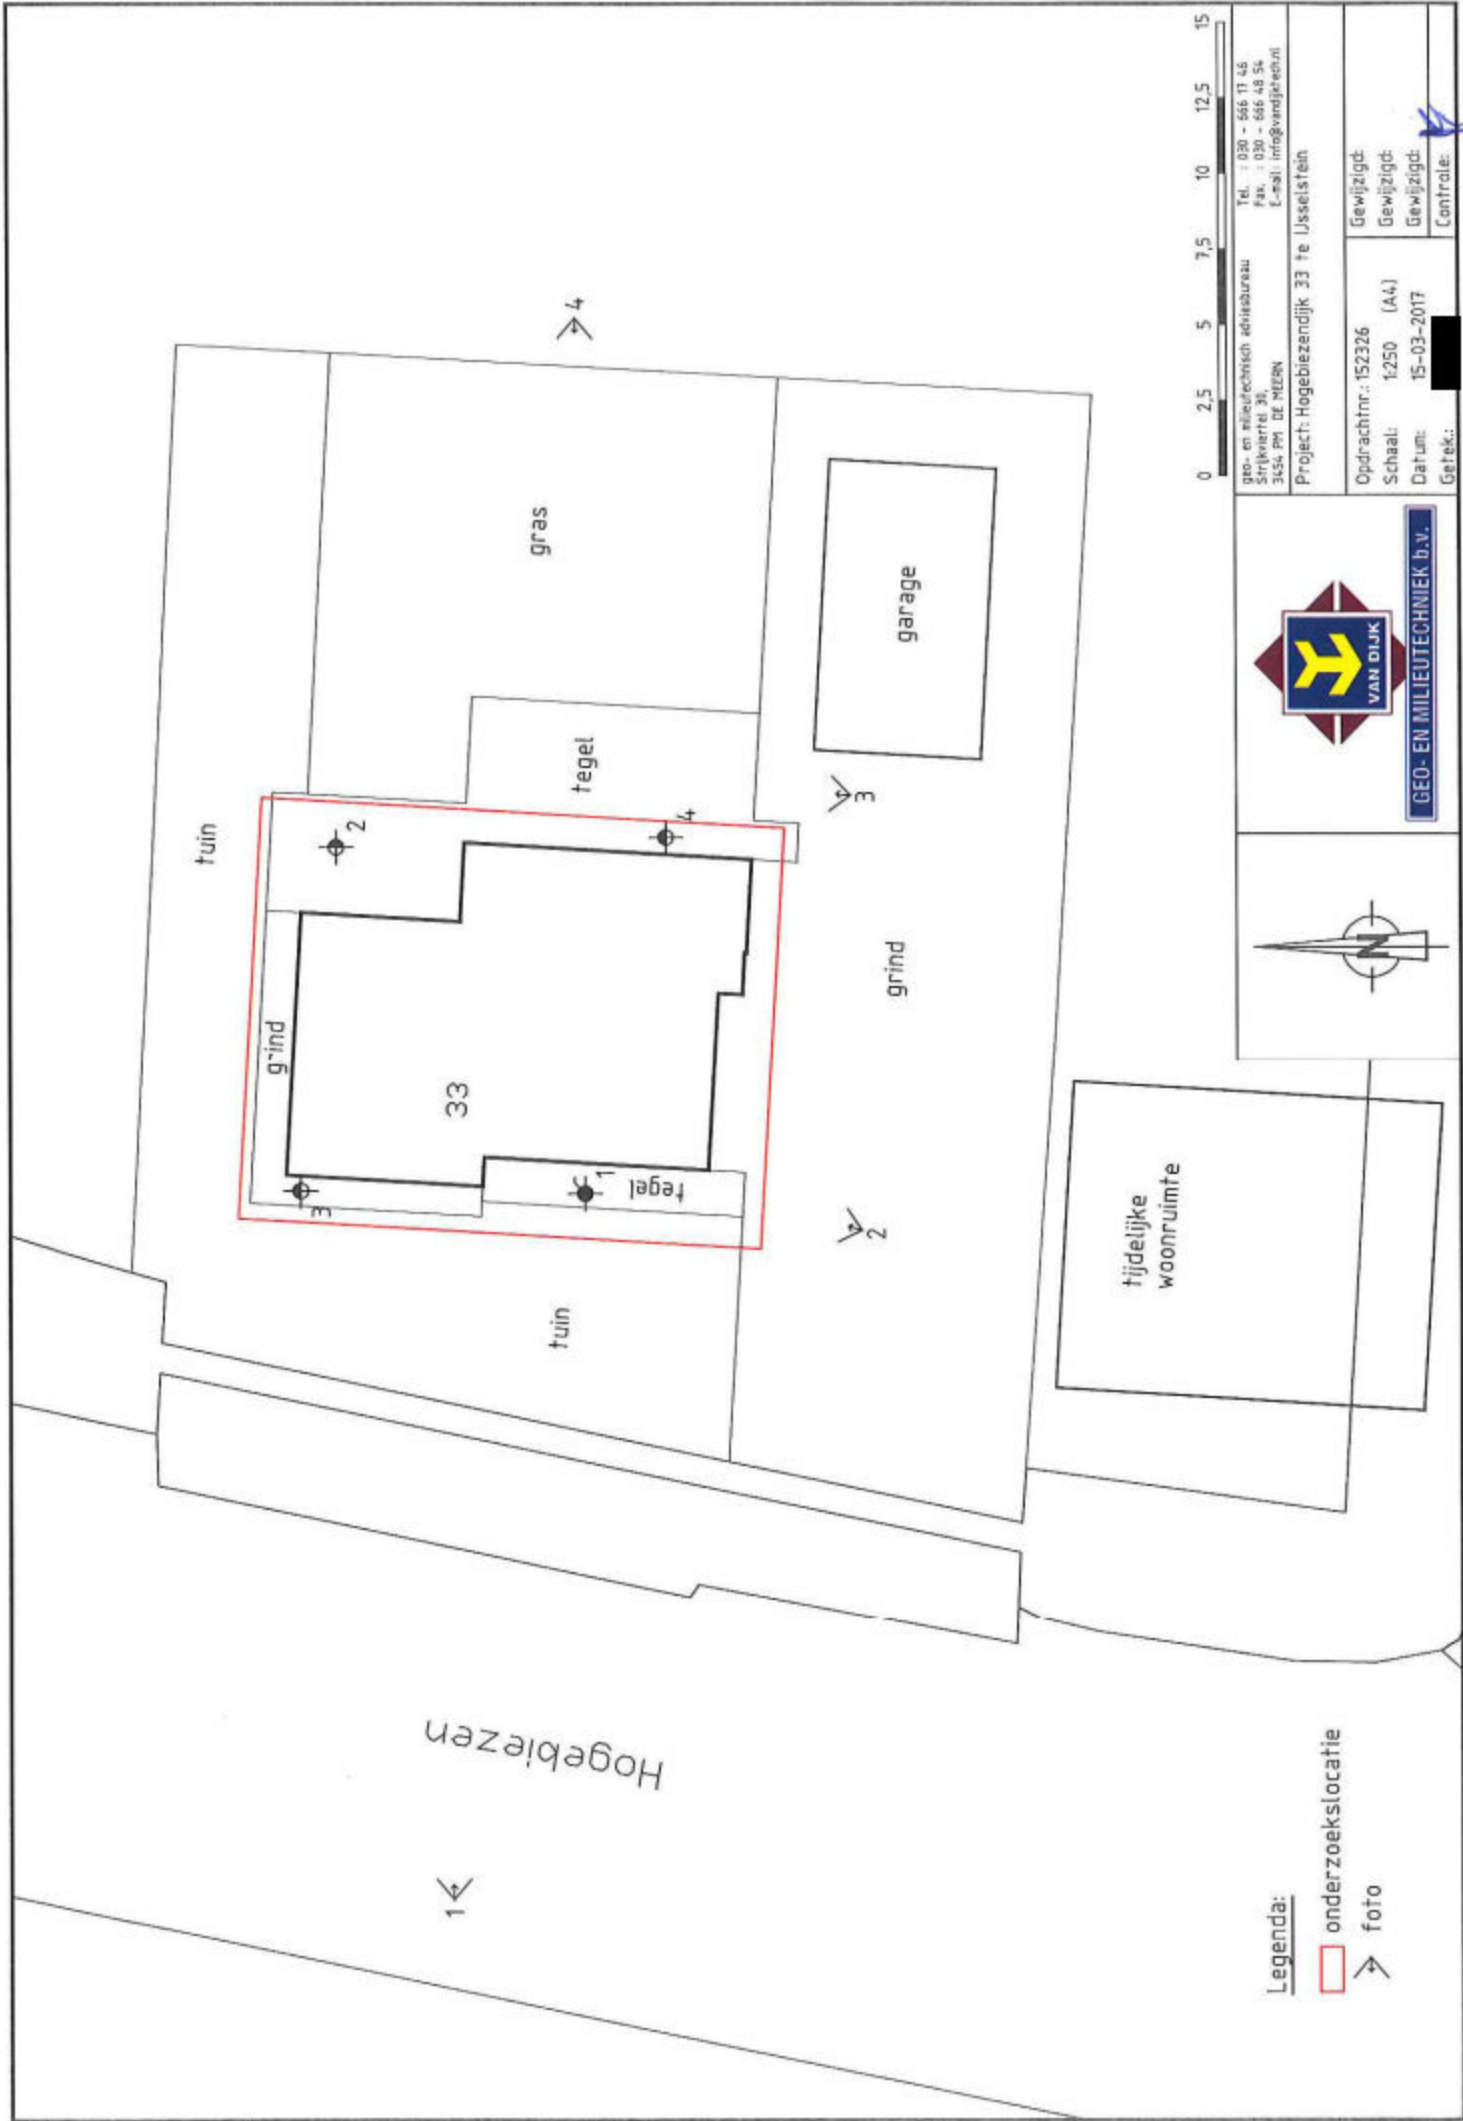 tuin
grind
33
2
3
1
tegel
4
tegel
gras
4
tuin
3
2
garage
grind
tijdelijke
woonruimte
Hogebiezen
1
Legenda:
onderzoekslocatie
foto
N
VAN DIJK
GEO- EN MILIEUTECHNIEK b.v.
0 2,5 5 7,5 10 12,5 15
geo- en milieutechnisch adviesbureau
Strijkviertel 30,
3454 PM DE MEERN
Tel. : 030 - 666 17 46
Fax. : 030 - 666 48 54
E-mail: info@vandijktech.nl
Project: Hogebiezendijk 33 te IJsselstein
Opdrachtnr.: 152326
Schaal: 1:250 (A4)
Datum: 15-03-2017
Getek.:
Gewijzigd:
Gewijzigd:
Gewijzigd:
Controle: